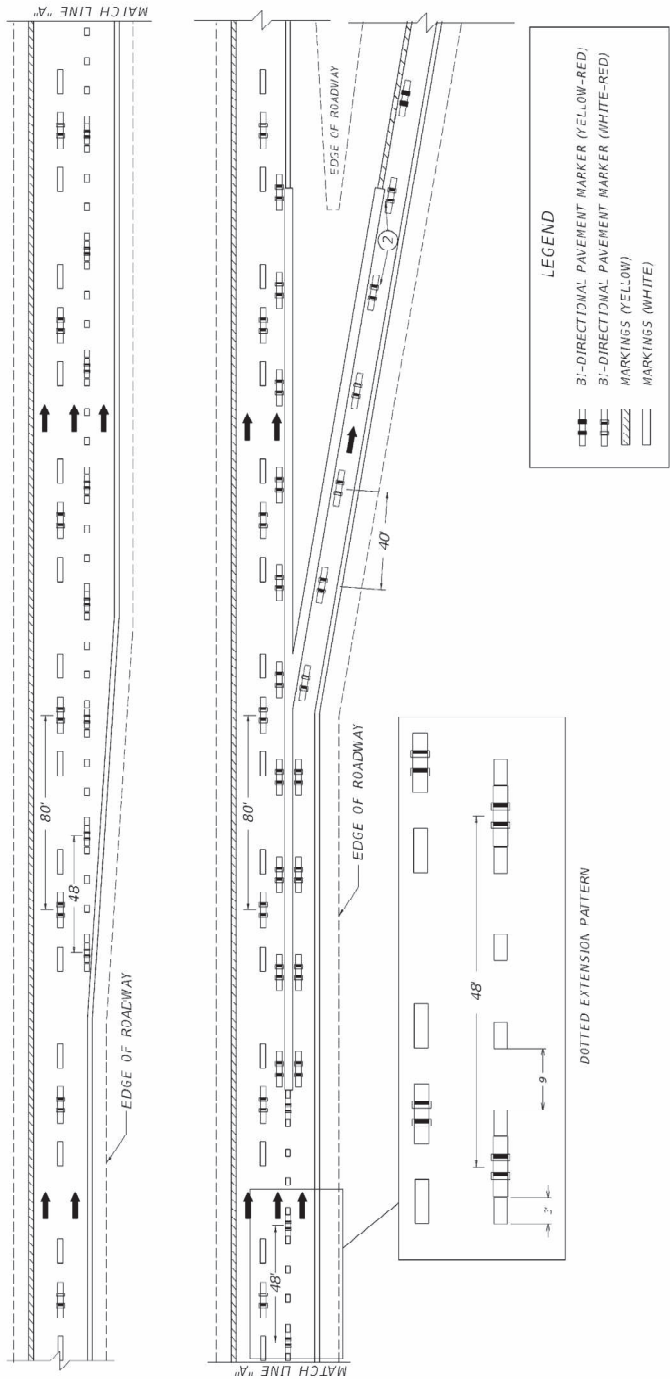 MATCH LINE "A"
80'
48
EDGE OF ROADWAY
EDGE OF ROADWAY
80'
40'
2
48'
MATCH LINE "A"
EDGE OF ROADWAY
48'
9
DOTTED EXTENSION PATTERN
LEGEND
BI-DIRECTIONAL PAVEMENT MARKER (YELLOW-RED)
BI-DIRECTIONAL PAVEMENT MARKER (WHITE-RED)
MARKINGS (YELLOW)
MARKINGS (WHITE)